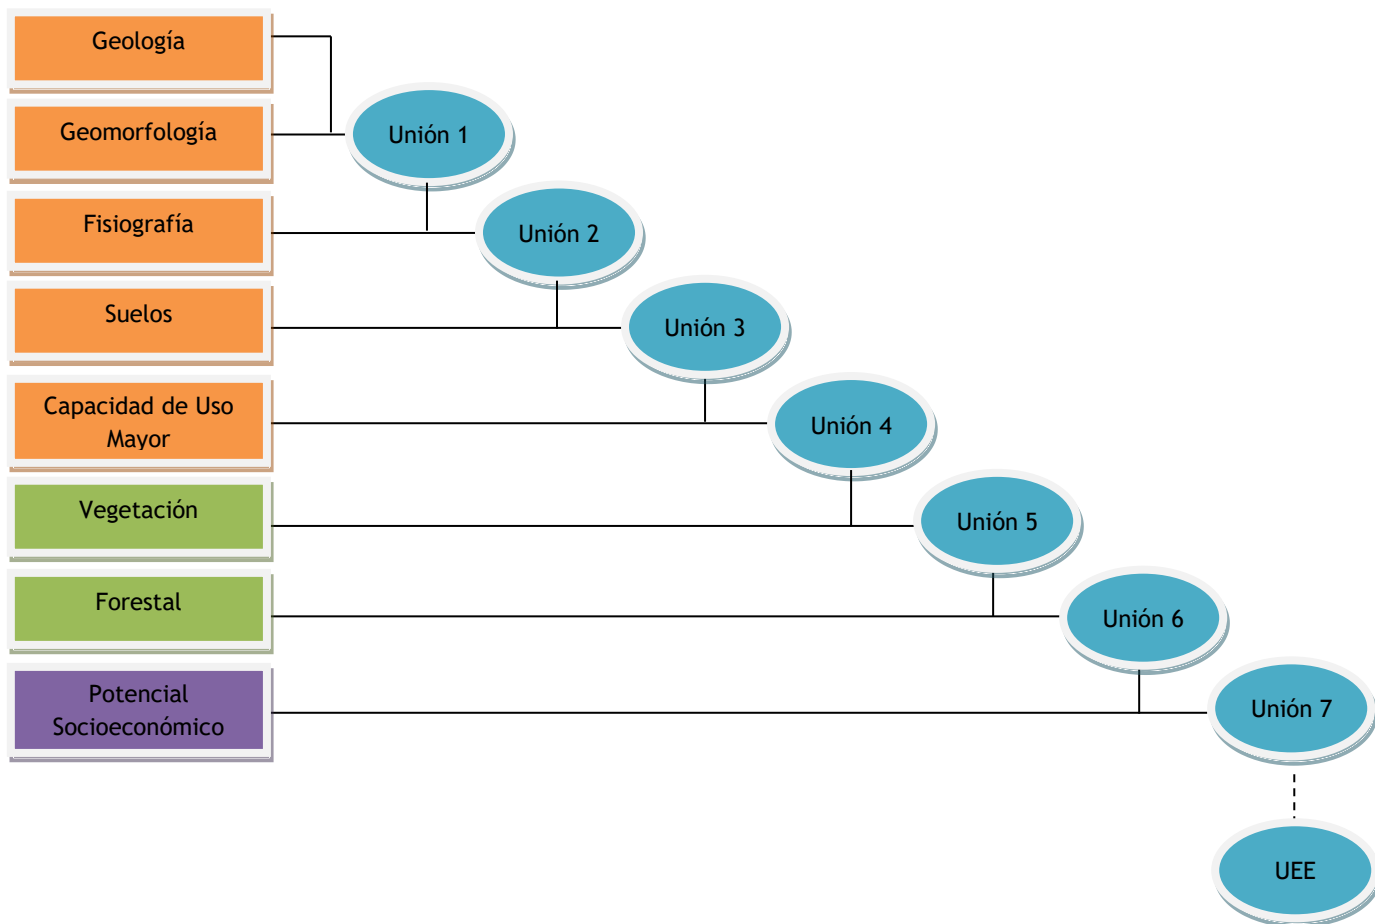 Geología
Geomorfología
Unión 1
Fisiografía
Unión 2
Suelos
Unión 3
Capacidad de Uso
Mayor
Unión 4
Vegetación
Unión 5
Forestal
Unión 6
Potencial
Socioeconómico
Unión 7
UEE